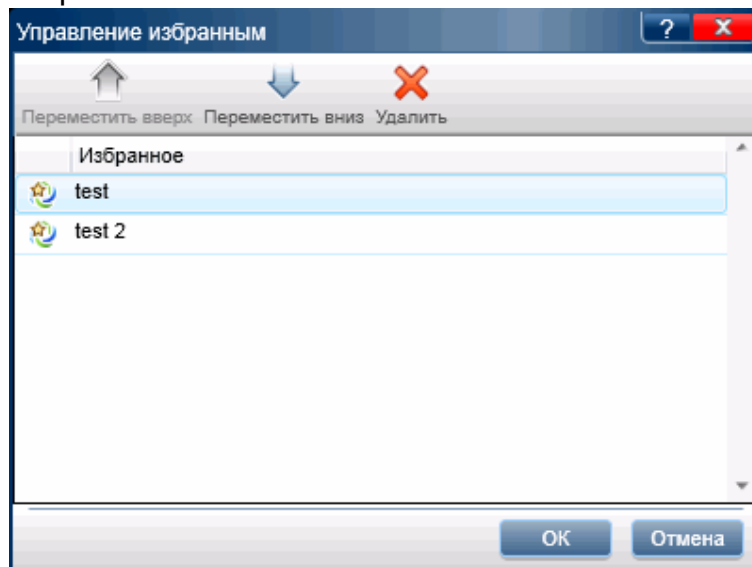 Управление избранным
?
X
Переместить вверх Переместить вниз Удалить
Избранное
test
test 2
ОК
Отмена